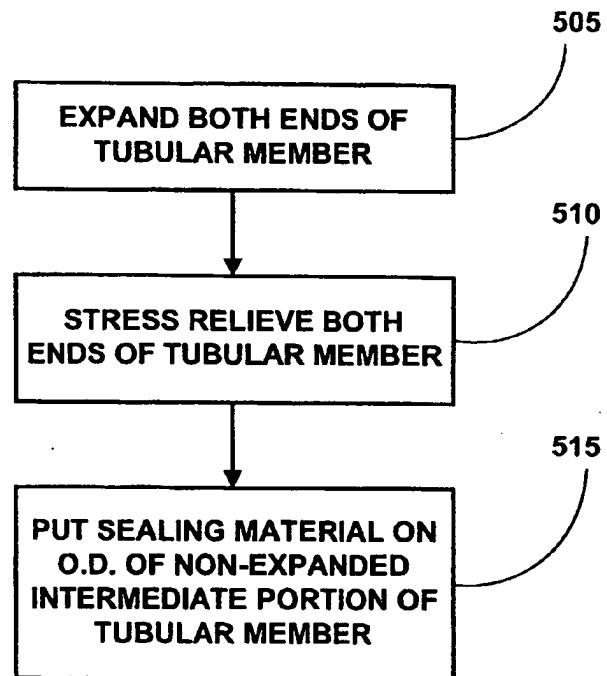 505
EXPAND BOTH ENDS OF
TUBULAR MEMBER
510
STRESS RELIEVE BOTH
ENDS OF TUBULAR MEMBER
515
PUT SEALING MATERIAL ON
O.D. OF NON-EXPANDED
INTERMEDIATE PORTION OF
TUBULAR MEMBER